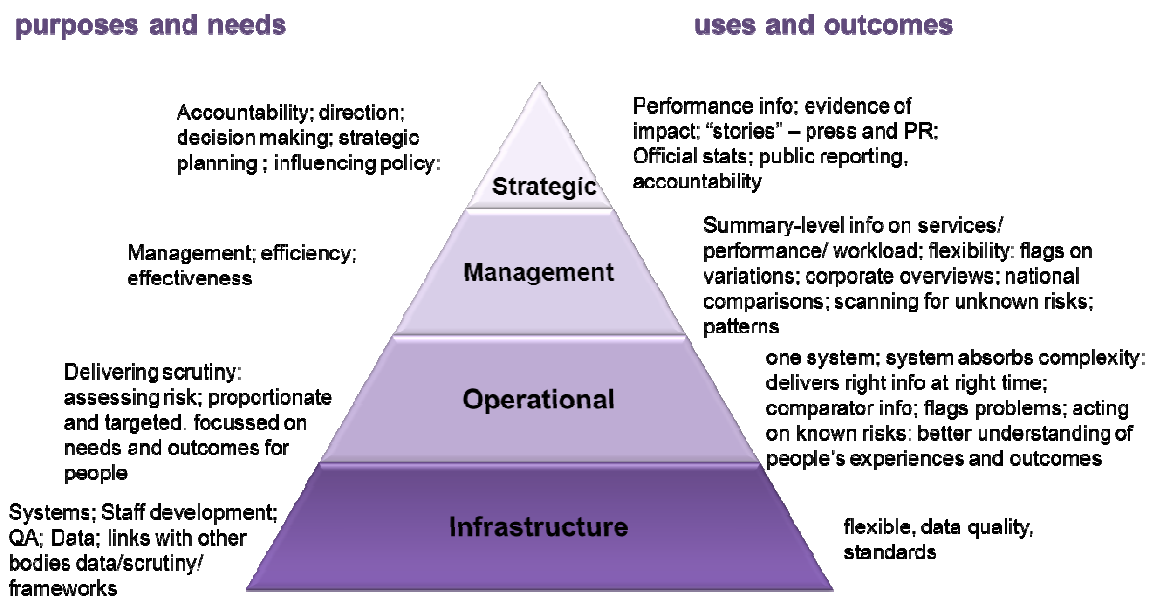 purposes and needs
uses and outcomes
Accountability; direction;
decision making; strategic
planning ; influencing policy:
Performance info; evidence of
impact; “stories” – press and PR;
Official stats; public reporting,
accountability
Strategic
Management; efficiency;
effectiveness
Management
Summary-level info on services/
performance/ workload; flexibility: flags on
variations; corporate overviews; national
comparisons; scanning for unknown risks;
patterns
Delivering scrutiny:
assessing risk; proportionate
and targeted. focussed on
needs and outcomes for
people
Operational
one system; system absorbs complexity:
delivers right info at right time;
comparator info; flags problems; acting
on known risks: better understanding of
people's experiences and outcomes
Systems; Staff development;
QA; Data; links with other
bodies data/scrutiny/
frameworks
Infrastructure
flexible, data quality,
standards